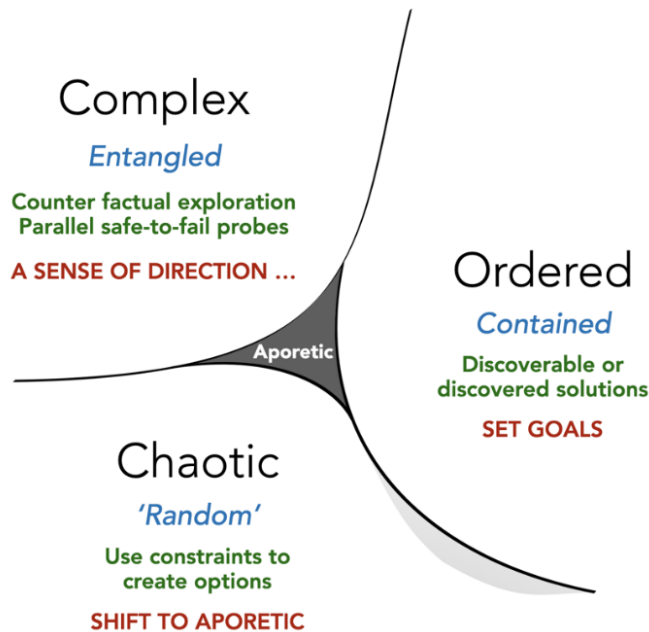 Complex
Entangled
Counter factual exploration
Parallel safe-to-fail probes
A SENSE OF DIRECTION ...
Ordered
Contained
Discoverable or
discovered solutions
SET GOALS
Aporetic
Chaotic
‘Random’
Use constraints to
create options
SHIFT TO APORETIC